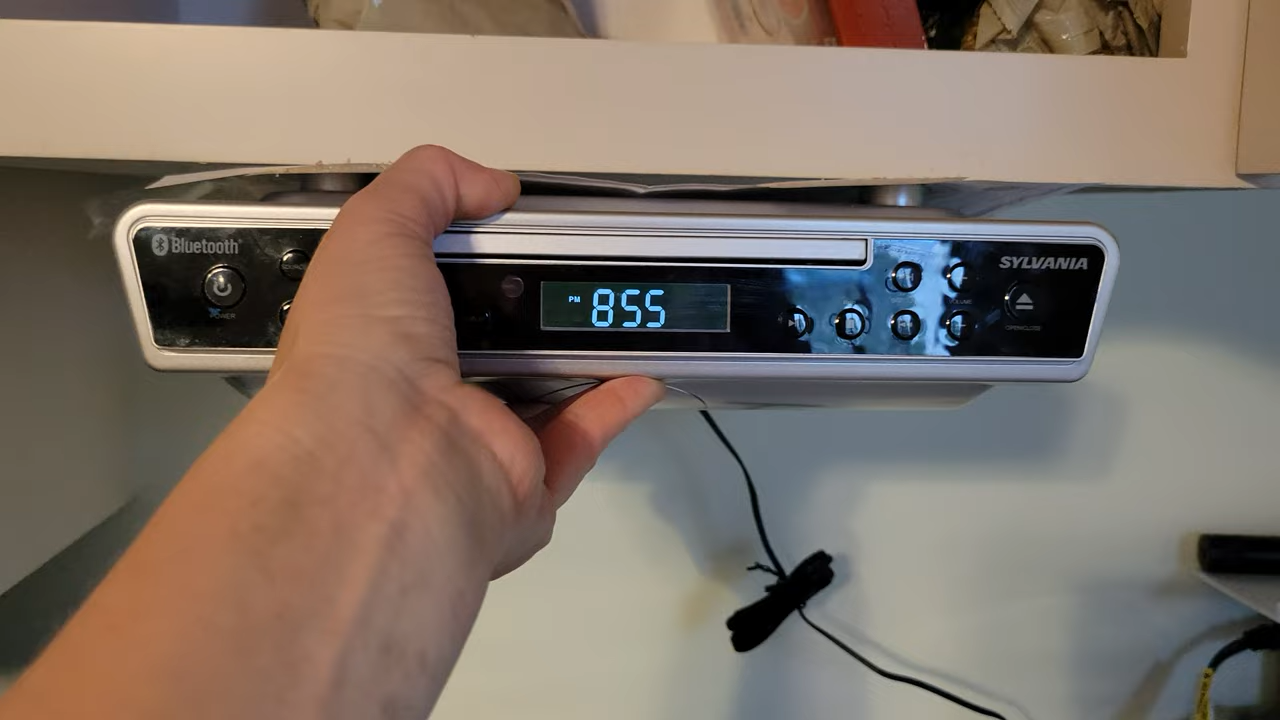 Bluetooth®
SYLVANIA
POWER
PM 855
VOLUME
OPEN/CLOSE